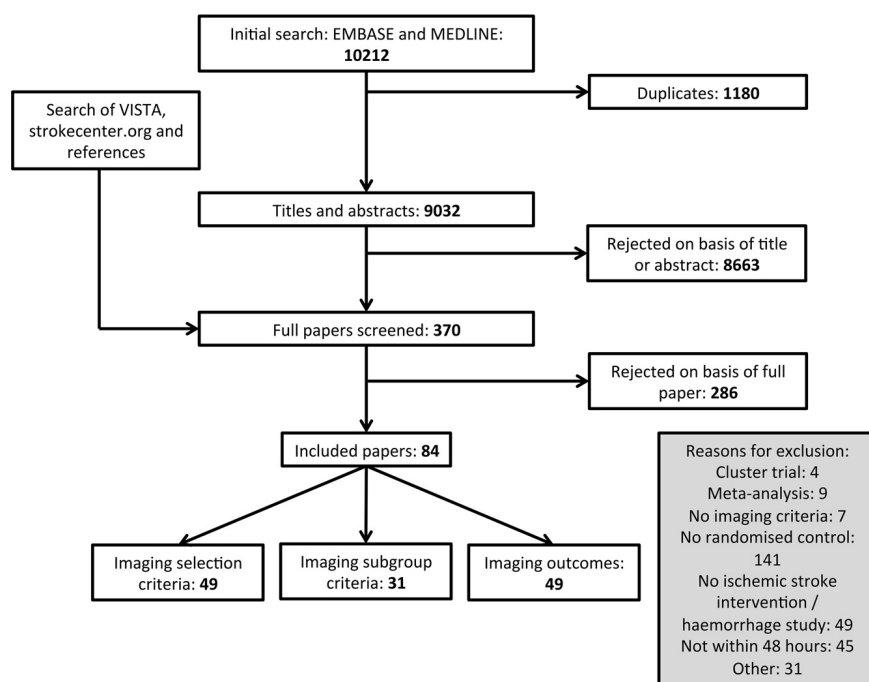 Initial search: EMBASE and MEDLINE:
10212
Duplicates: 1180
Search of VISTA,
strokecenter.org and
references
Titles and abstracts: 9032
Rejected on basis of title
or abstract: 8663
Full papers screened: 370
Rejected on basis of full
paper: 286
Included papers: 84
Imaging selection
criteria: 49
Imaging subgroup
criteria: 31
Imaging outcomes:
49
Reasons for exclusion:
Cluster trial: 4
Meta-analysis: 9
No imaging criteria: 7
No randomised control:
141
No ischemic stroke
intervention /
haemorrhage study: 49
Not within 48 hours: 45
Other: 31